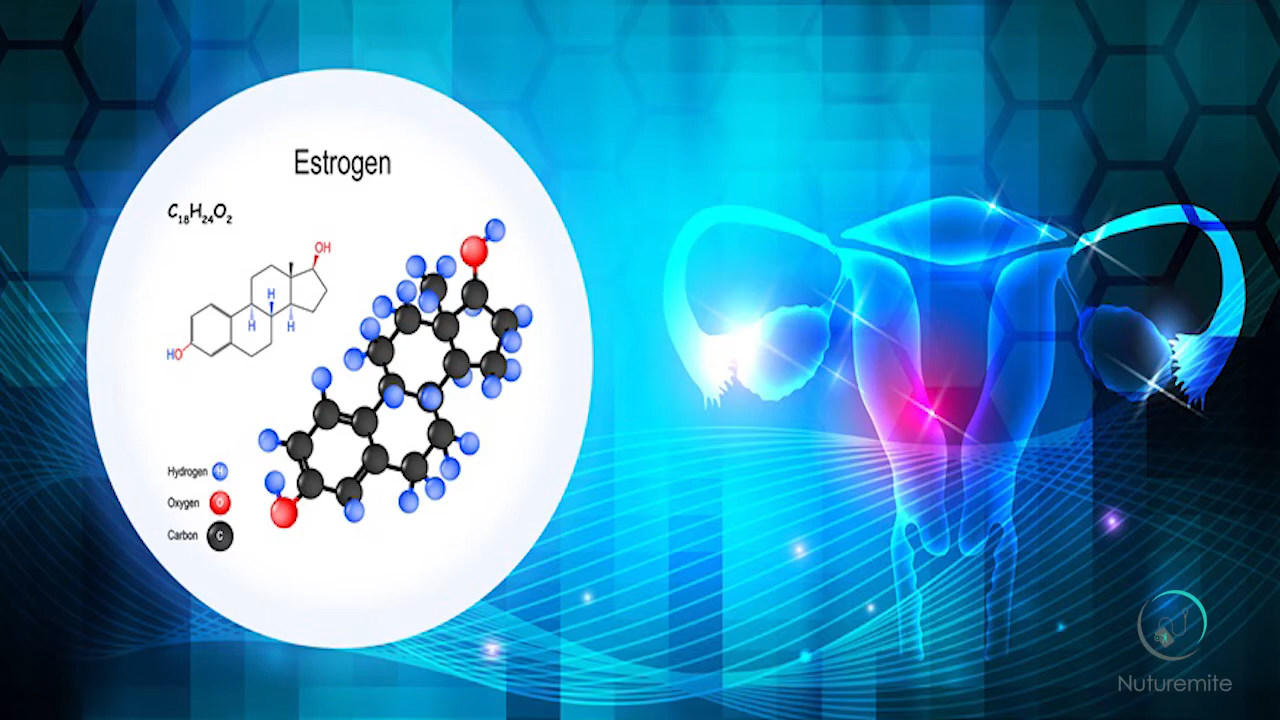 Estrogen
C₁₈H₂₄O₂
OH
H
H
H
HO
Hydrogen H
Oxygen O
Carbon C
Nuturemite